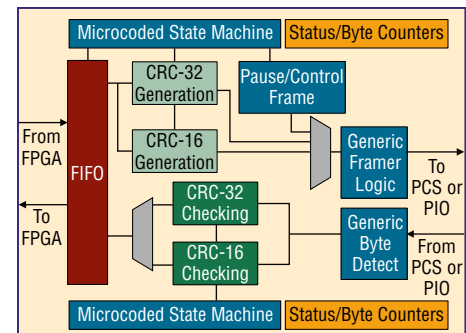 Microcoded State Machine
Status/Byte Counters
CRC-32
Generation
Pause/Control
Frame
From
FPGA
FIFO
CRC-16
Generation
Generic
Framer
Logic
To
PCS or
PIO
To
FPGA
CRC-32
Checking
CRC-16
Checking
Generic
Byte
Detect
From
PCS or
PIO
Microcoded State Machine
Status/Byte Counters